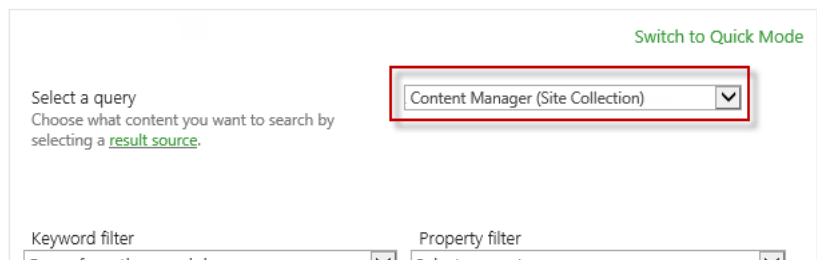 Switch to Quick Mode
Select a query
Content Manager (Site Collection)
Choose what content you want to search by
selecting a result source.
Keyword filter
Property filter